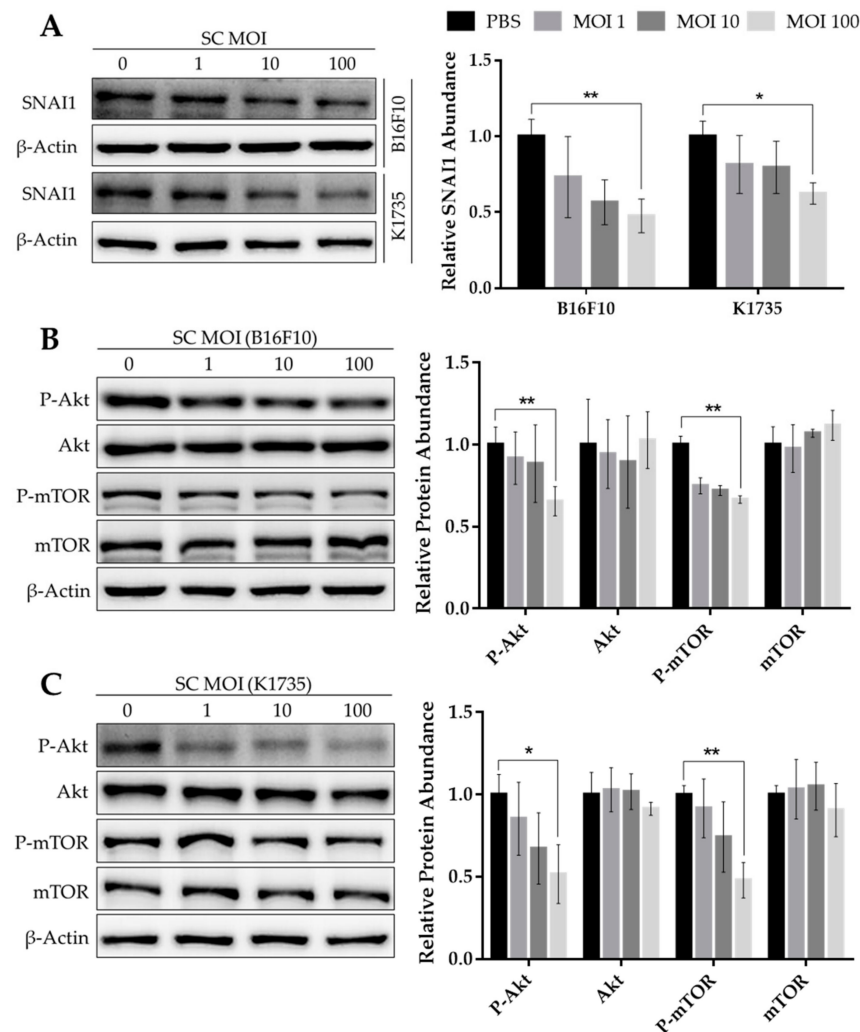 A
SC MOI
0 1 10 100
SNAI1
β-Actin
B16F10
SNAI1
β-Actin
K1735
PBS MOI 1 MOI 10 MOI 100
Relative SNAI1 Abundance
1.5
1.0
0.5
0.0
** *
B16F10 K1735
B
SC MOI (B16F10)
0 1 10 100
P-Akt
Akt
P-mTOR
mTOR
β-Actin
Relative Protein Abundance
1.5
1.0
0.5
0.0
** **
P-Akt Akt P-mTOR mTOR
C
SC MOI (K1735)
0 1 10 100
P-Akt
Akt
P-mTOR
mTOR
β-Actin
Relative Protein Abundance
1.5
1.0
0.5
0.0
* **
P-Akt Akt P-mTOR mTOR